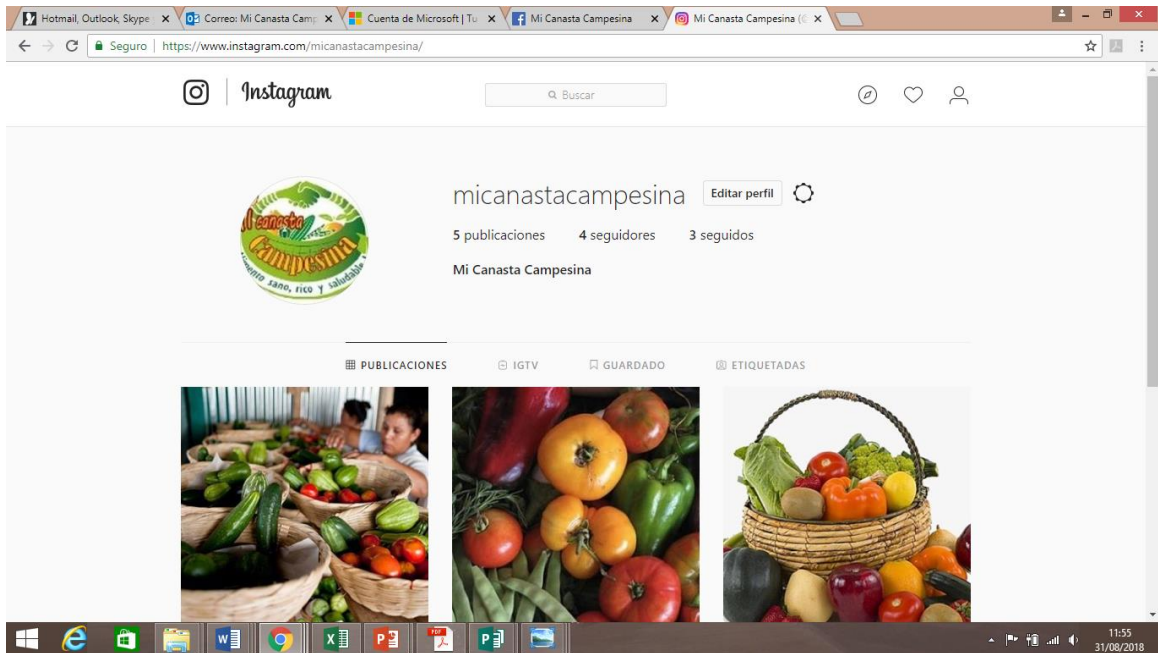 Hotmail, Outlook, Skype
Correo: Mi Canasta Camp
Cuenta de Microsoft | Tu
Mi Canasta Campesina
Mi Canasta Campesina (@
Seguro | https://www.instagram.com/micanastacampesina/
Instagram
Buscar
micanastacampesina Editar perfil
5 publicaciones 4 seguidores 3 seguidos
Mi Canasta Campesina
canasta
Campesina
sano, rico y saludable
PUBLICACIONES IGTV GUARDADO ETIQUETADAS
11:55
31/08/2018